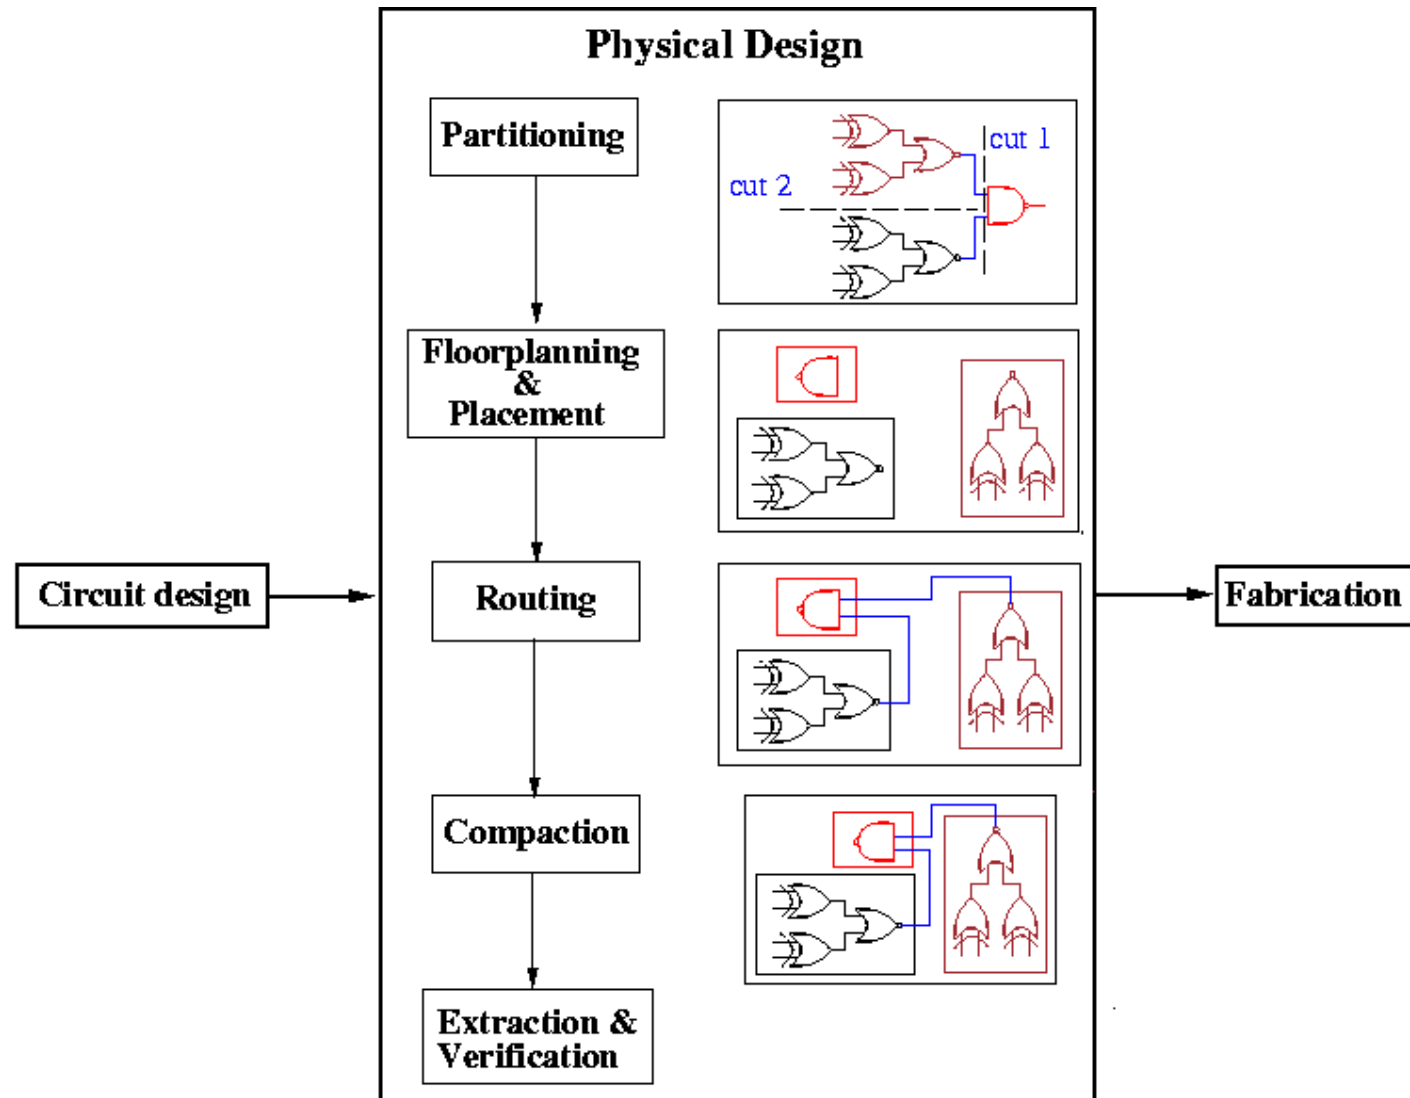 Physical Design
Partitioning
cut 1
cut 2
Floorplanning
&
Placement
Circuit design
Routing
Fabrication
Compaction
Extraction &
Verification